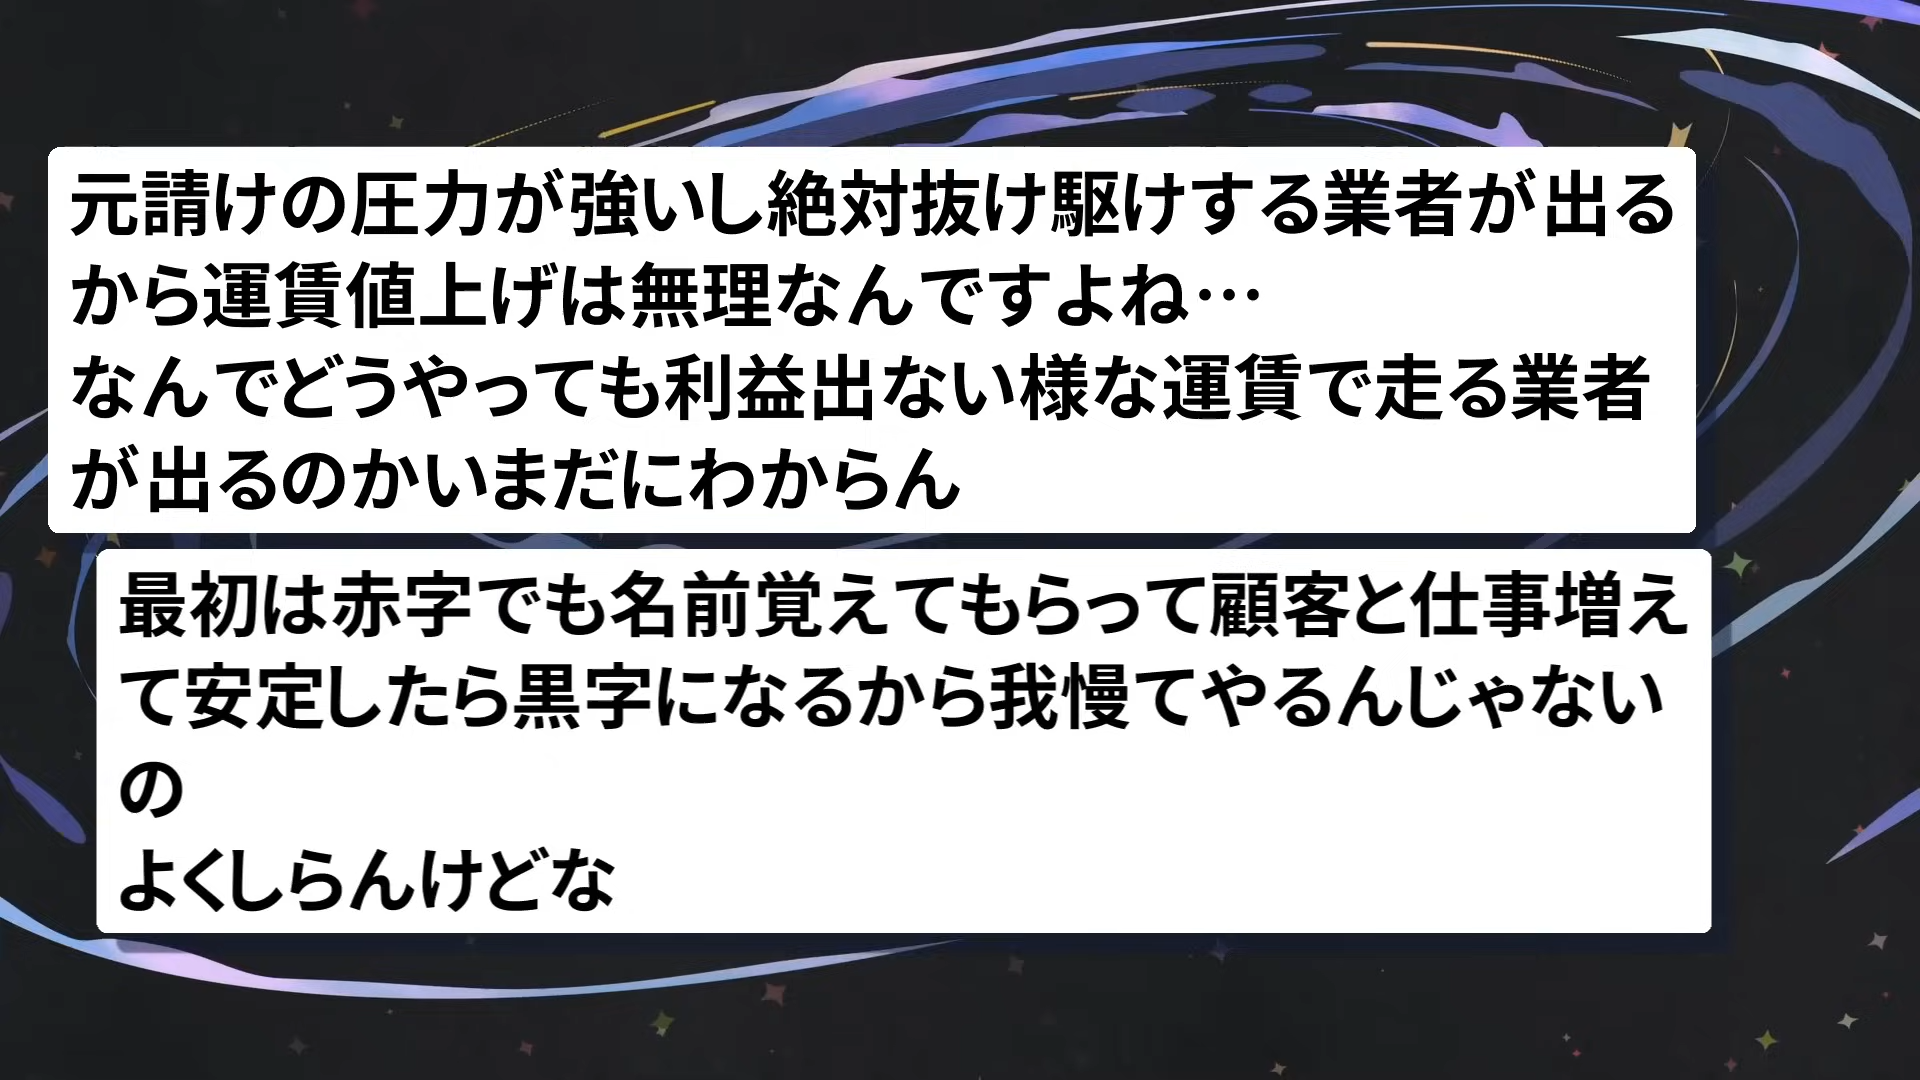 元請けの圧力が強いし絶対抜け駆けする業者が出る
から運賃値上げは無理なんですよね…
なんでどうやっても利益出ない様な運賃で走る業者
が出るのかいまだにわからん
最初は赤字でも名前覚えてもらって顧客と仕事増え
て安定したら黒字になるから我慢てやるんじゃない
の
よくしらんけどな